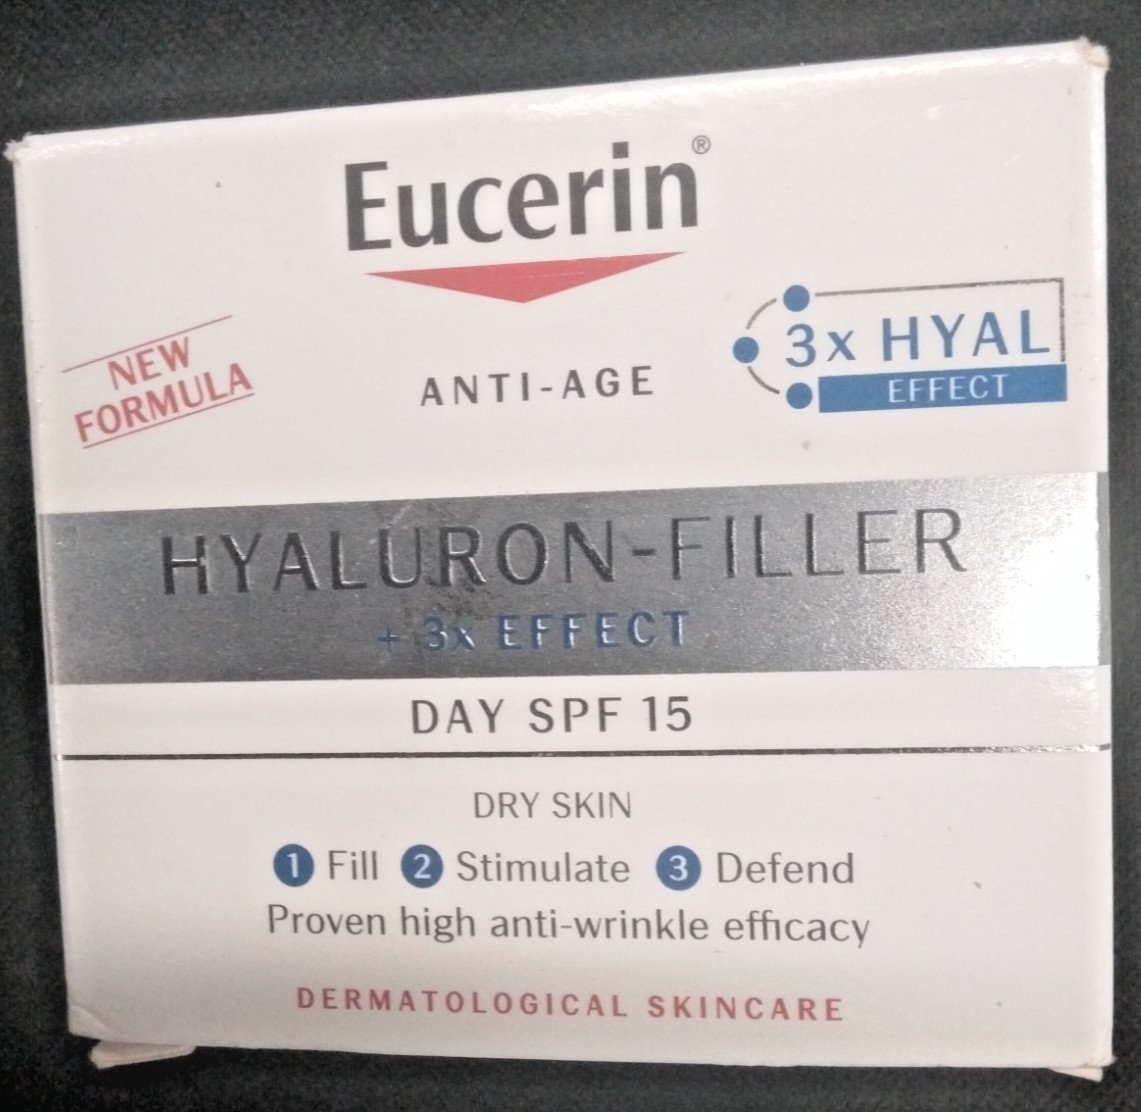 Eucerin®
NEW
FORMULA
ANTI-AGE
3x HYAL
EFFECT
HYALURON-FILLER
+ 3x EFFECT
DAY SPF 15
DRY SKIN
1 Fill 2 Stimulate 3 Defend
Proven high anti-wrinkle efficacy
DERMATOLOGICAL SKINCARE